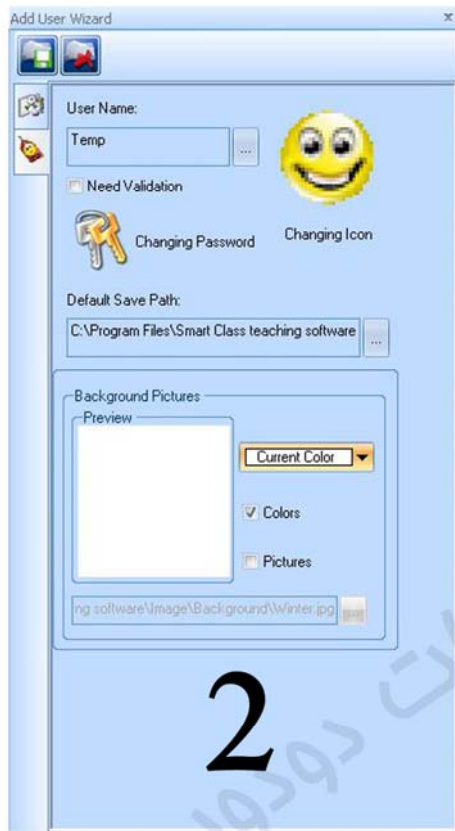 Add User Wizard
User Name:
Temp
...
Need Validation
Changing Password
Changing Icon
Default Save Path:
C:\Program Files\Smart Class teaching software
...
Background Pictures
Preview
Current Color
Colors
Pictures
ng software\Image\Background\Winter.jpg
2